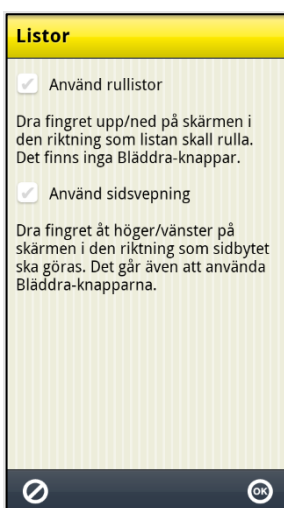 Listor
Använd rullistor
Dra fingret upp/ned på skärmen i
den riktning som listan skall rulla.
Det finns inga Bläddra-knappar.
Använd sidsvepning
Dra fingret åt höger/vänster på
skärmen i den riktning som sidbytet
ska göras. Det går även att använda
Bläddra-knapparna.
OK